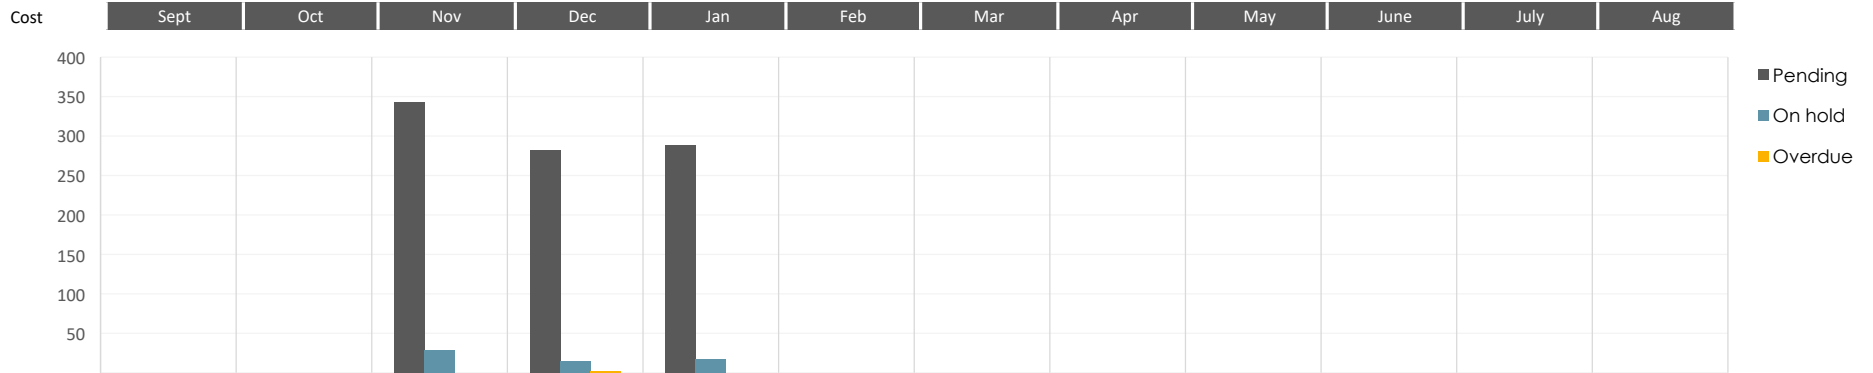 Cost
Sept Oct Nov Dec Jan Feb Mar Apr May June July Aug
400
350
300
250
200
150
100
50
Pending
On hold
Overdue